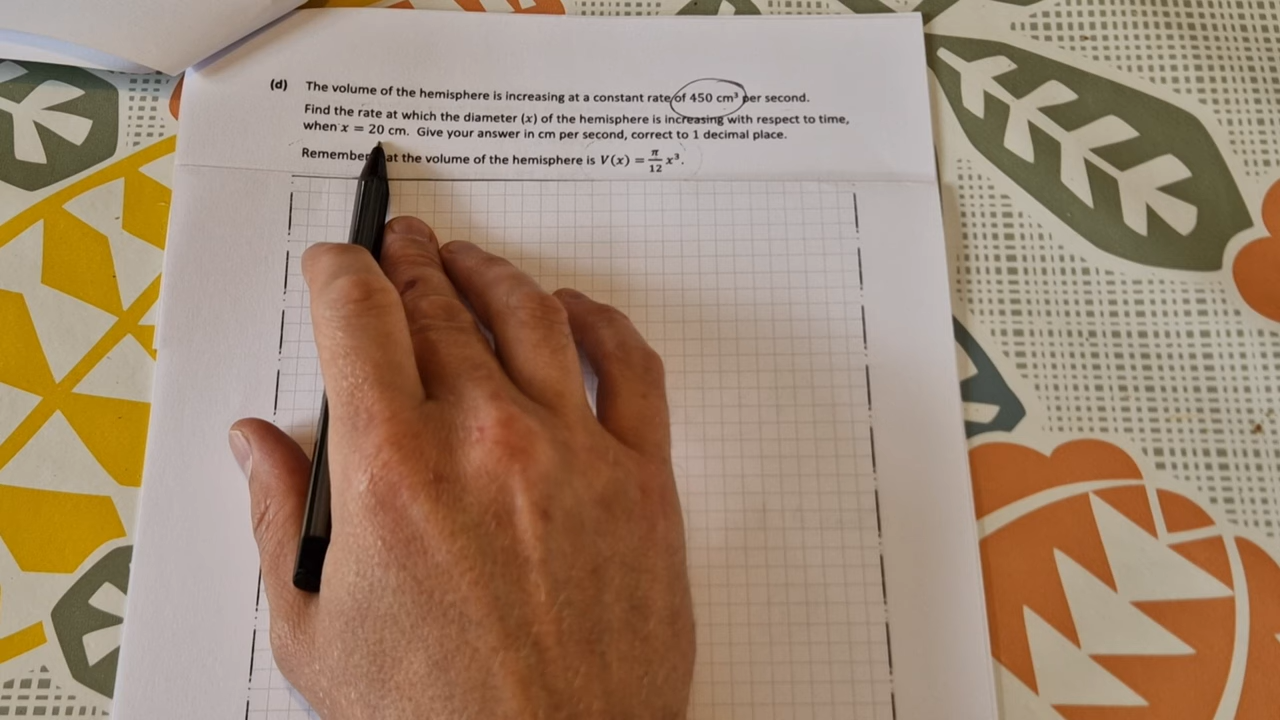 (d) The volume of the hemisphere is increasing at a constant rate of 450 cm³ per second.
Find the rate at which the diameter (x) of the hemisphere is increasing with respect to time,
when x = 20 cm. Give your answer in cm per second, correct to 1 decimal place.
Remember at the volume of the hemisphere is V(x) = π/12 x³.